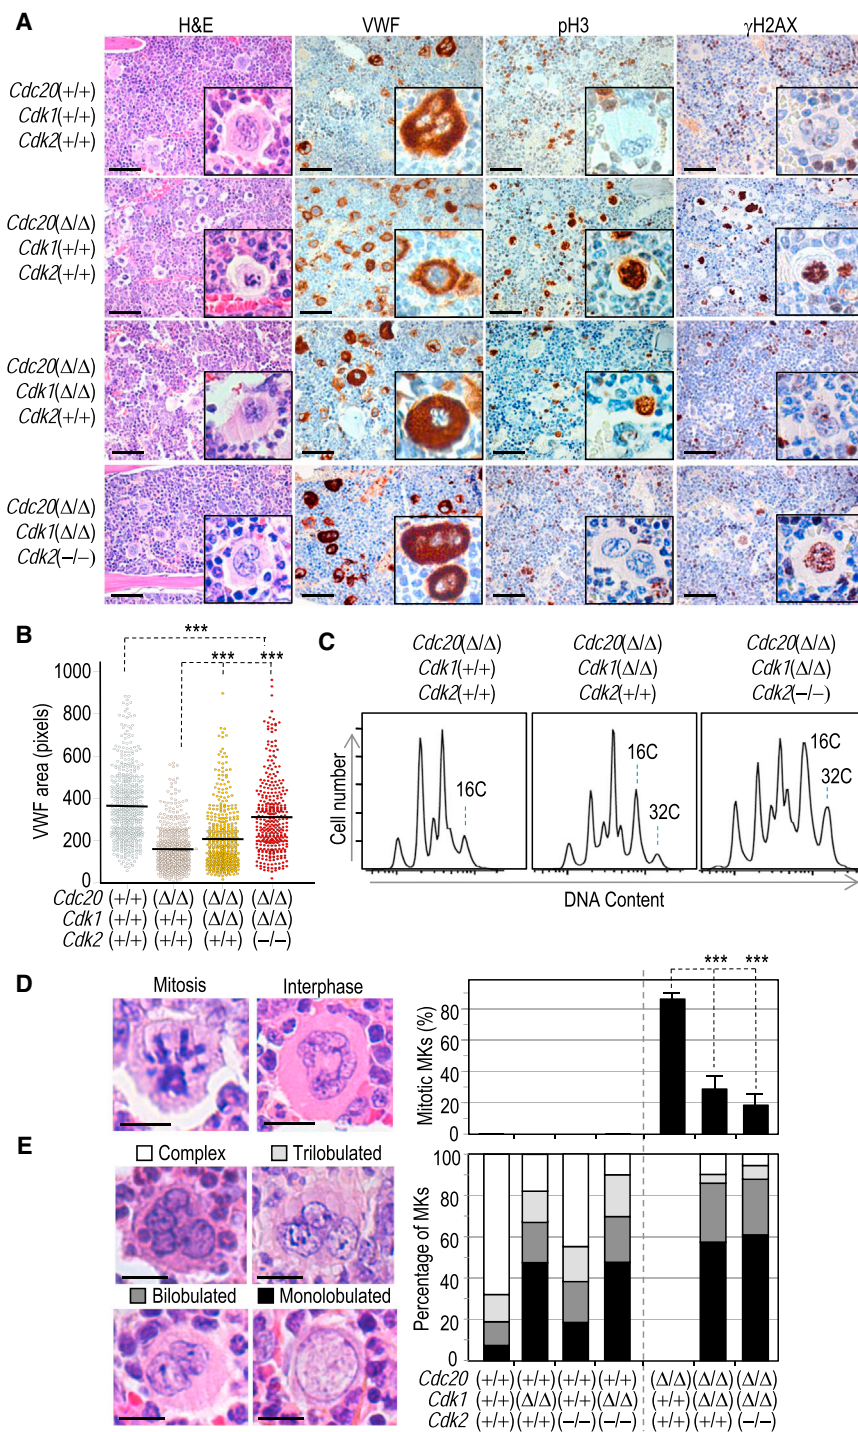 A
H&E VWF pH3 γH2AX
Cdc20(+/+)
Cdk1(+/+)
Cdk2(+/+)
Cdc20(Δ/Δ)
Cdk1(+/+)
Cdk2(+/+)
Cdc20(Δ/Δ)
Cdk1(Δ/Δ)
Cdk2(+/+)
Cdc20(Δ/Δ)
Cdk1(Δ/Δ)
Cdk2(−/−)
B
***
*** ***
VWF area (pixels)
1000
800
600
400
200
0
Cdc20 (+/+) (Δ/Δ) (Δ/Δ) (Δ/Δ)
Cdk1 (+/+) (+/+) (Δ/Δ) (Δ/Δ)
Cdk2 (+/+) (+/+) (+/+) (−/−)
C
Cdc20(Δ/Δ) Cdc20(Δ/Δ) Cdc20(Δ/Δ)
Cdk1(+/+) Cdk1(Δ/Δ) Cdk1(Δ/Δ)
Cdk2(+/+) Cdk2(+/+) Cdk2(−/−)
Cell number
16C
16C
32C
16C
32C
DNA Content
D
Mitosis Interphase
*** ***
Mitotic MKs (%)
80
60
40
20
0
E
Complex Trilobulated
Bilobulated Monolobulated
Percentage of MKs
100
80
60
40
20
0
Cdc20 (+/+) (+/+) (+/+) (+/+) (Δ/Δ) (Δ/Δ) (Δ/Δ)
Cdk1 (+/+) (Δ/Δ) (+/+) (Δ/Δ) (+/+) (Δ/Δ) (Δ/Δ)
Cdk2 (+/+) (+/+) (−/−) (−/−) (+/+) (+/+) (−/−)